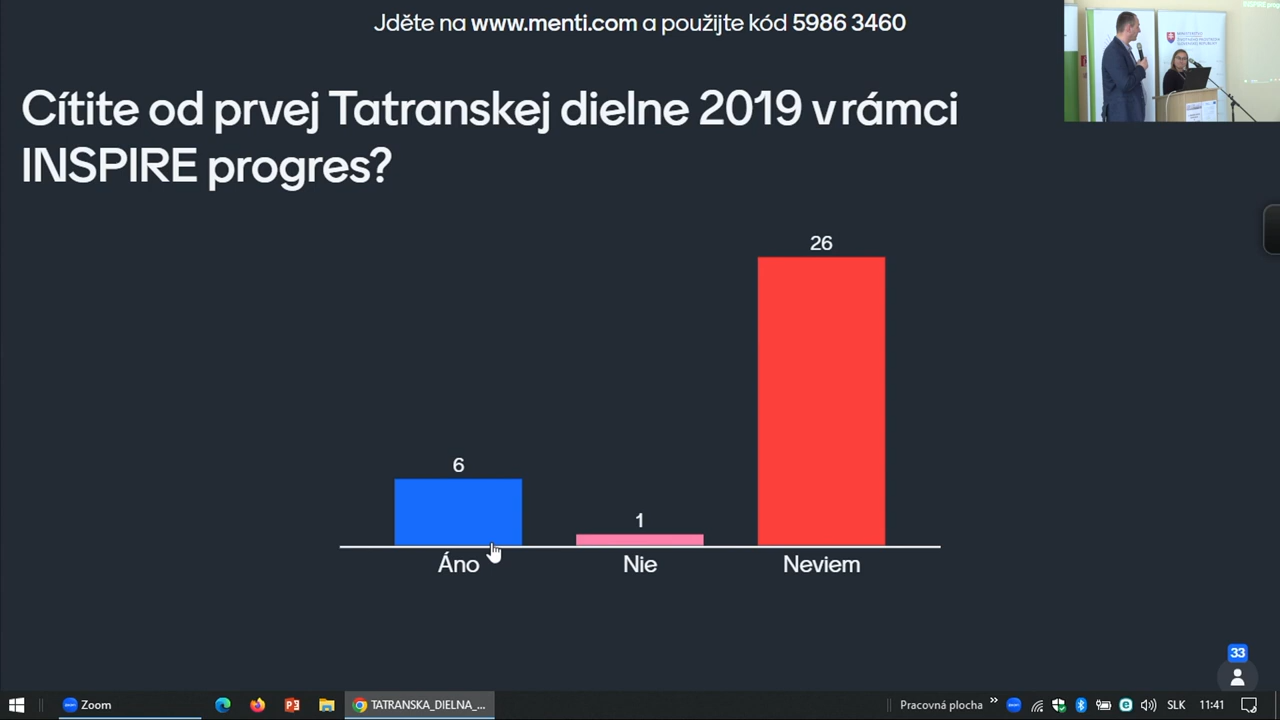 Jděte na www.menti.com a použijte kód 5986 3460
Cítite od prvej Tatranskej dielne 2019 v rámci
INSPIRE progres?
26
6
1
Áno
Nie
Neviem
33
Zoom
TATRANSKA_DIELNA_...
Pracovná plocha
SLK
11:41